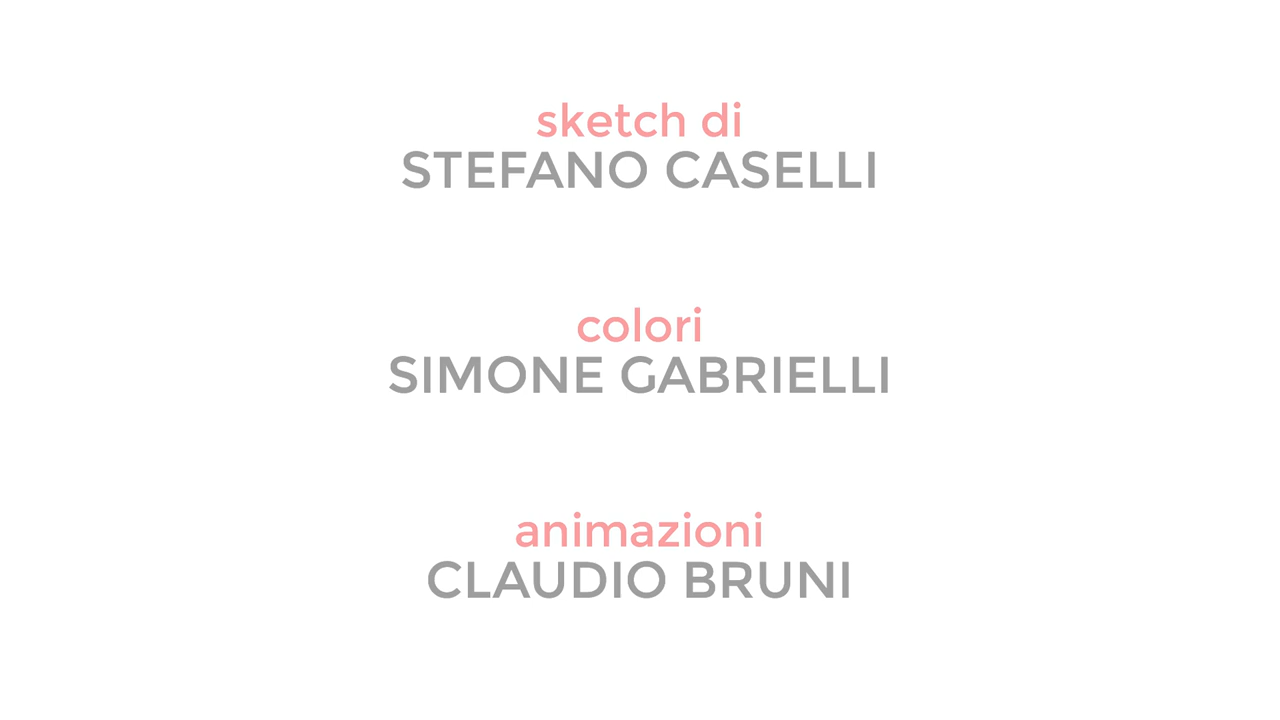 sketch di
STEFANO CASELLI
colori
SIMONE GABRIELLI
animazioni
CLAUDIO BRUNI